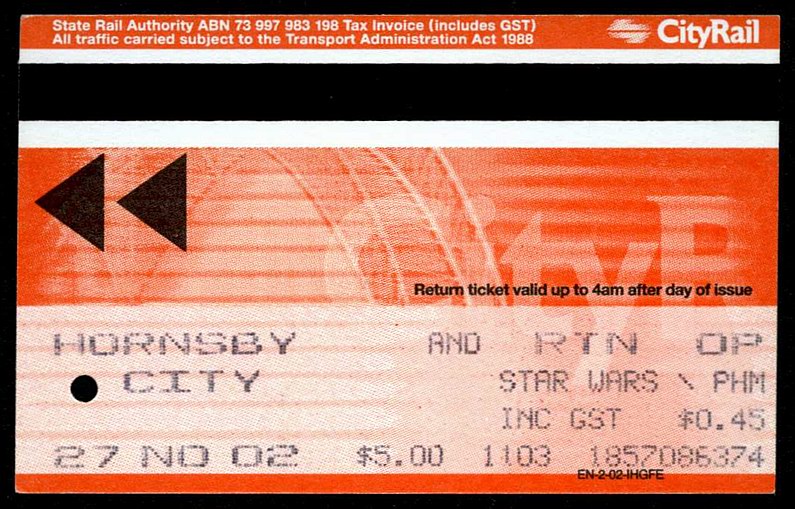 State Rail Authority ABN 73 997 983 198 Tax Invoice (includes GST)
All traffic carried subject to the Transport Administration Act 1988
CityRail
CityR
Return ticket valid up to 4am after day of issue
HORNSBY AND RTN OP
CITY STAR WARS \ PHM
INC GST $0.45
27 NO 02 $5.00 1103 1857086374
EN-2-02-IHGFE